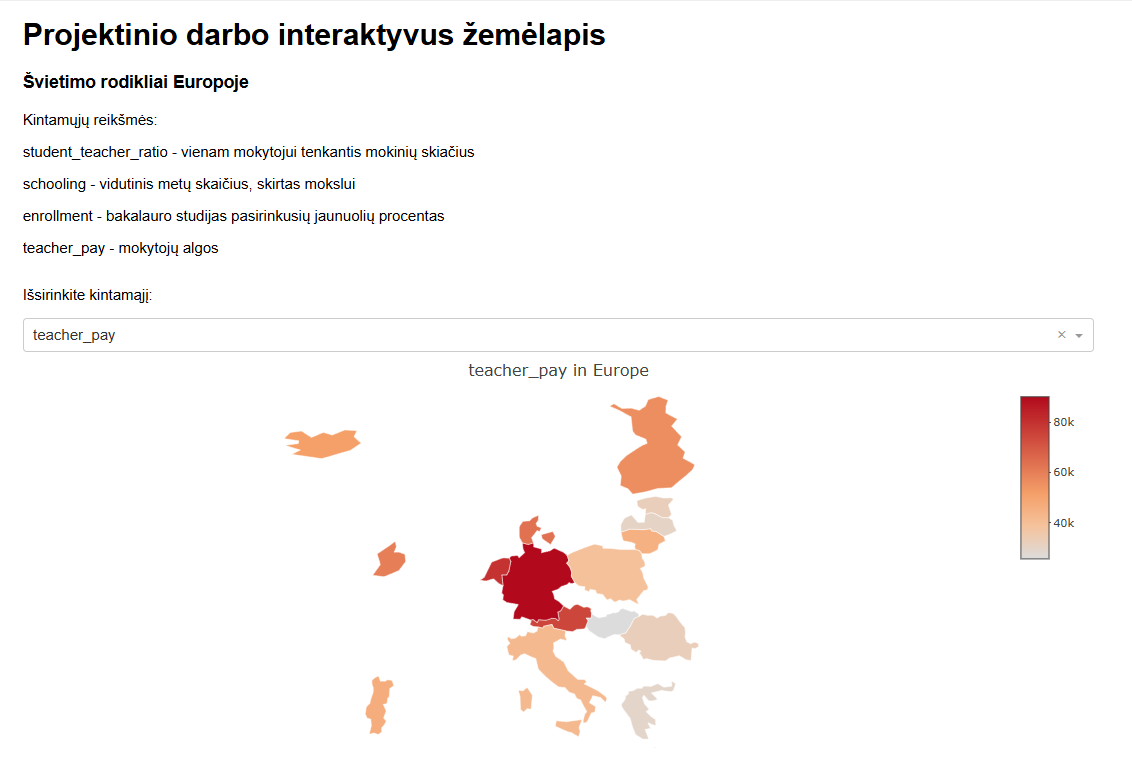 Projektinio darbo interaktyvus žemėlapis
Švietimo rodikliai Europoje
Kintamųjų reikšmės:
student_teacher_ratio - vienam mokytojui tenkantis mokinių skiačius
schooling - vidutinis metų skaičius, skirtas mokslui
enrollment - bakalauro studijas pasirinkusių jaunuolių procentas
teacher_pay - mokytojų algos
Išsirinkite kintamąjį:
teacher_pay
teacher_pay in Europe
80k
60k
40k